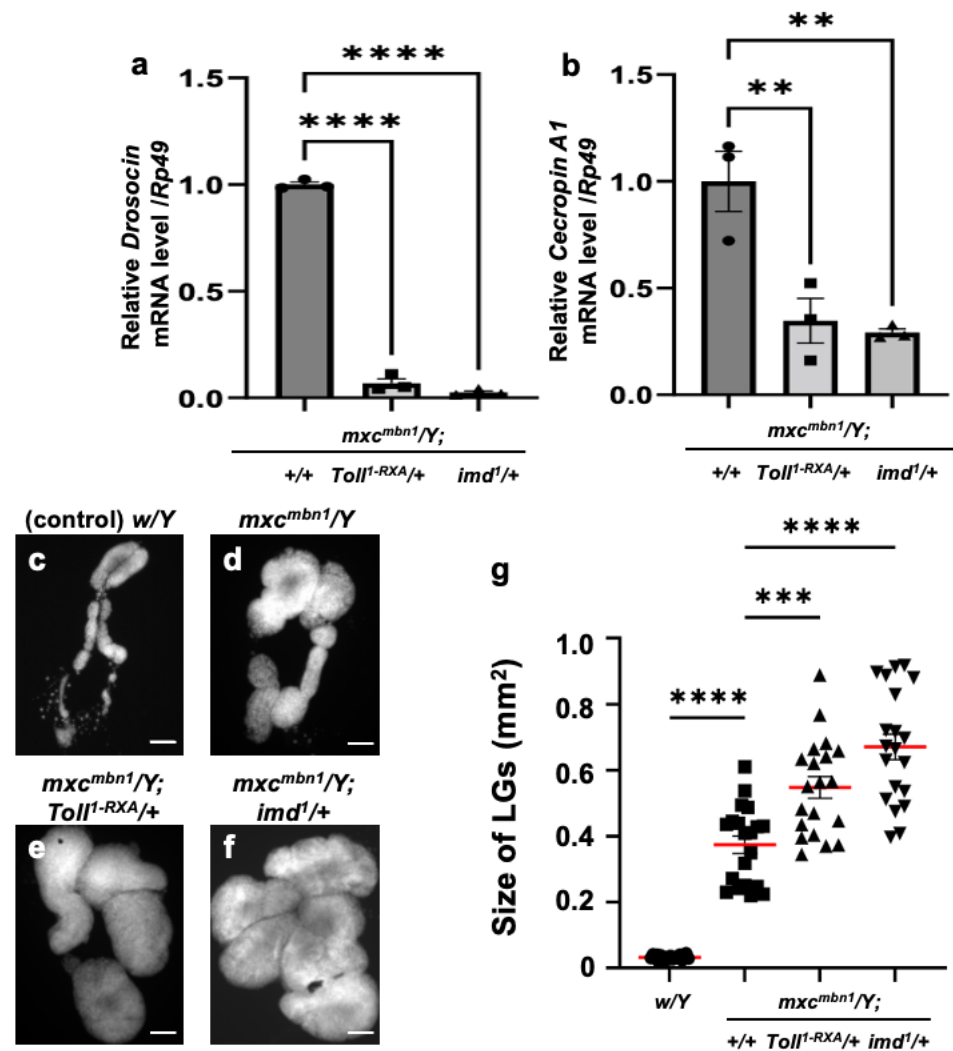 a
****
****
Relative Drosocin
mRNA level /Rp49
1.5
1.0
0.5
0.0
mxcᵐᵇⁿ¹/Y;
+/+ Toll¹⁻ᴿˣᴬ/+ imd¹/+
b
**
**
Relative Cecropin A1
mRNA level /Rp49
1.5
1.0
0.5
0.0
mxcᵐᵇⁿ¹/Y;
+/+ Toll¹⁻ᴿˣᴬ/+ imd¹/+
(control) w/Y
c
mxcᵐᵇⁿ¹/Y
d
mxcᵐᵇⁿ¹/Y;
Toll¹⁻ᴿˣᴬ/+
e
mxcᵐᵇⁿ¹/Y;
imd¹/+
f
g
****
***
****
Size of LGs (mm²)
1.0
0.8
0.6
0.4
0.2
0
w/Y
mxcᵐᵇⁿ¹/Y;
+/+ Toll¹⁻ᴿˣᴬ/+ imd¹/+